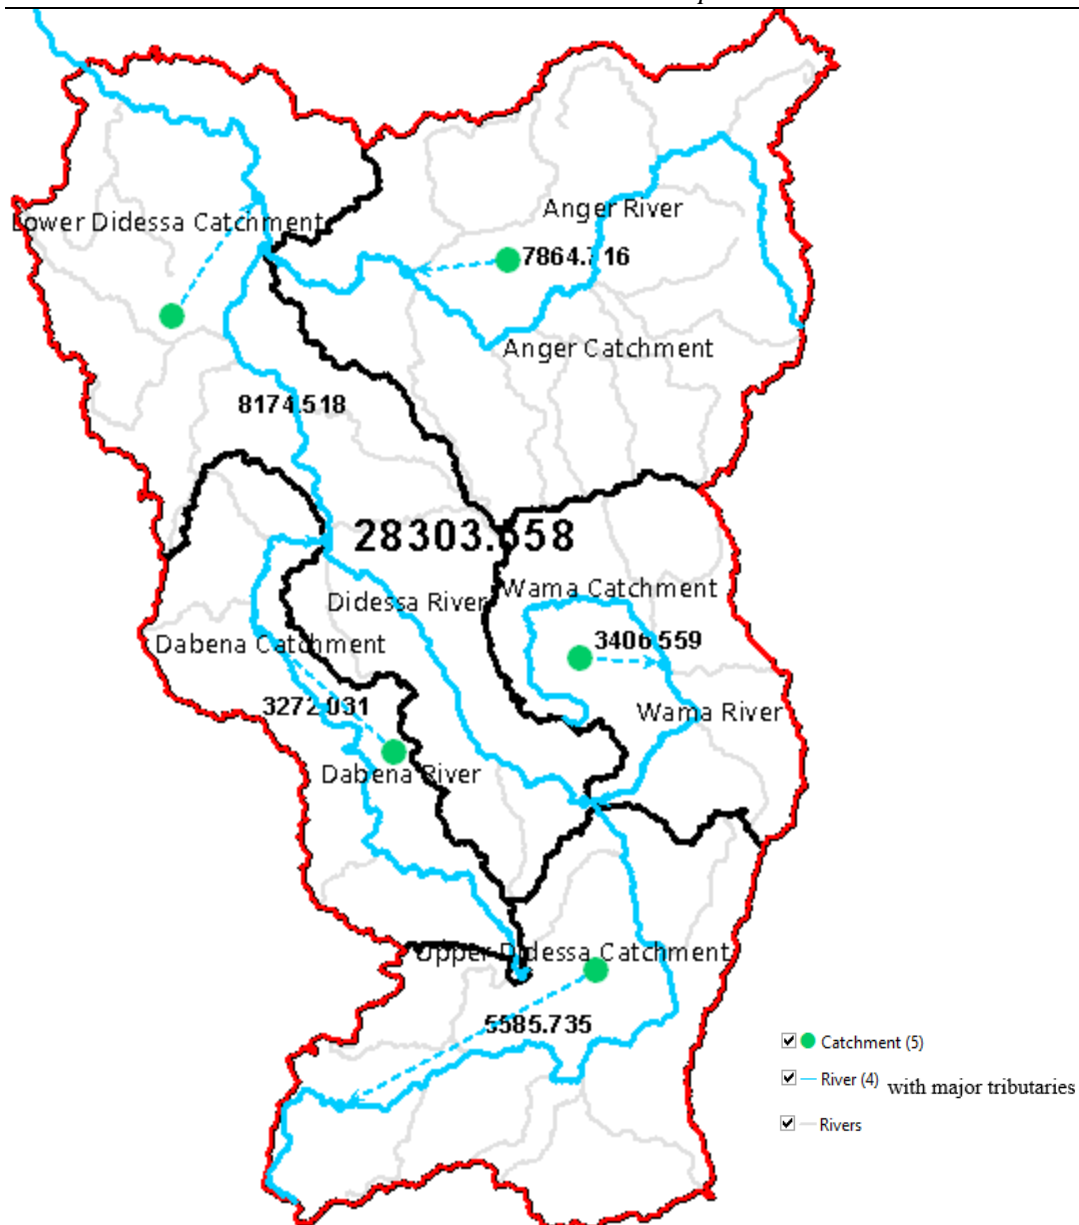 Lower Didessa Catchment
Anger River
7864.716
Anger Catchment
8174.518
28303.558
Wama Catchment
Didessa River
3406.559
Dabena Catchment
3272.031
Wama River
Dabena River
Upper Didessa Catchment
5585.735
Catchment (5)
River (4) with major tributaries
Rivers